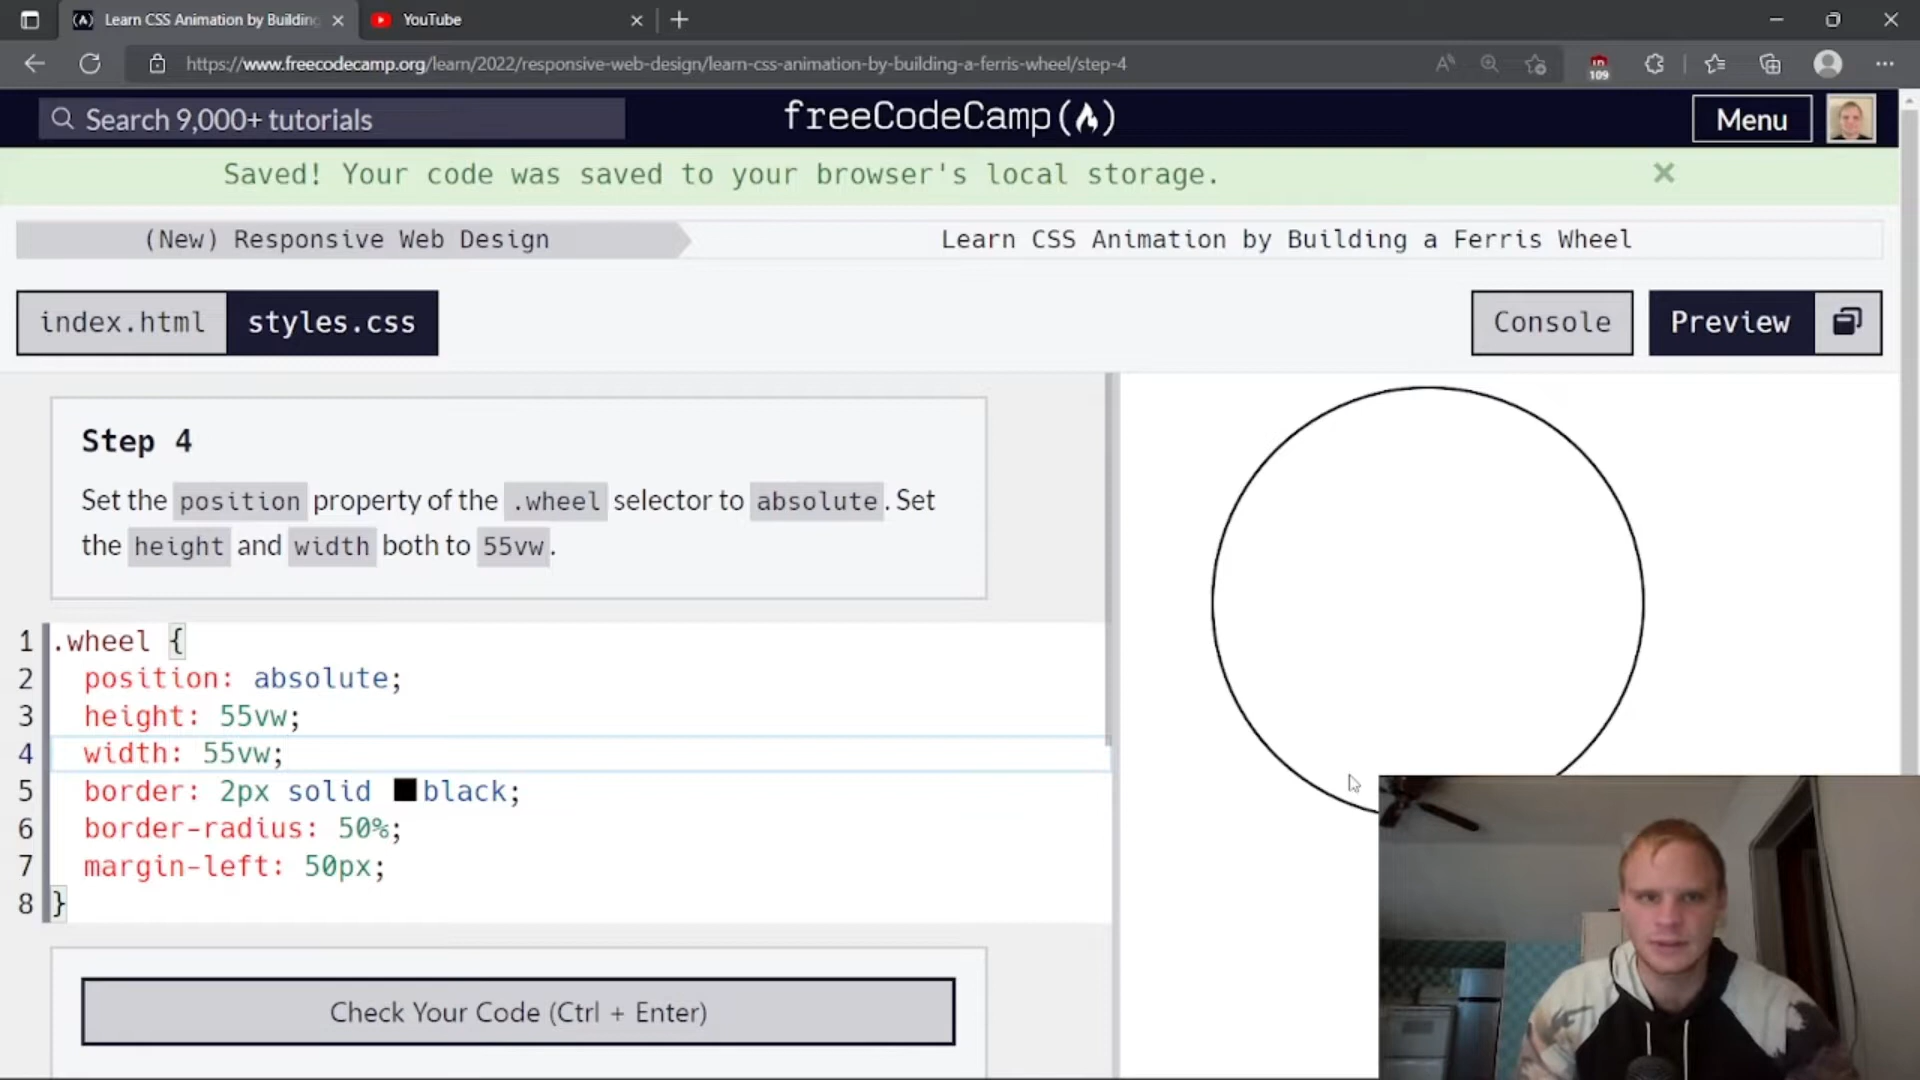 Learn CSS Animation by Building
YouTube
https://www.freecodecamp.org/learn/2022/responsive-web-design/learn-css-animation-by-building-a-ferris-wheel/step-4
109
Search 9,000+ tutorials
freeCodeCamp(🔥)
Menu
Saved! Your code was saved to your browser's local storage.
(New) Responsive Web Design
Learn CSS Animation by Building a Ferris Wheel
index.html
styles.css
Console
Preview
Step 4
Set the position property of the .wheel selector to absolute. Set
the height and width both to 55vw.
1 .wheel {
2 position: absolute;
3 height: 55vw;
4 width: 55vw;
5 border: 2px solid black;
6 border-radius: 50%;
7 margin-left: 50px;
8 }
Check Your Code (Ctrl + Enter)